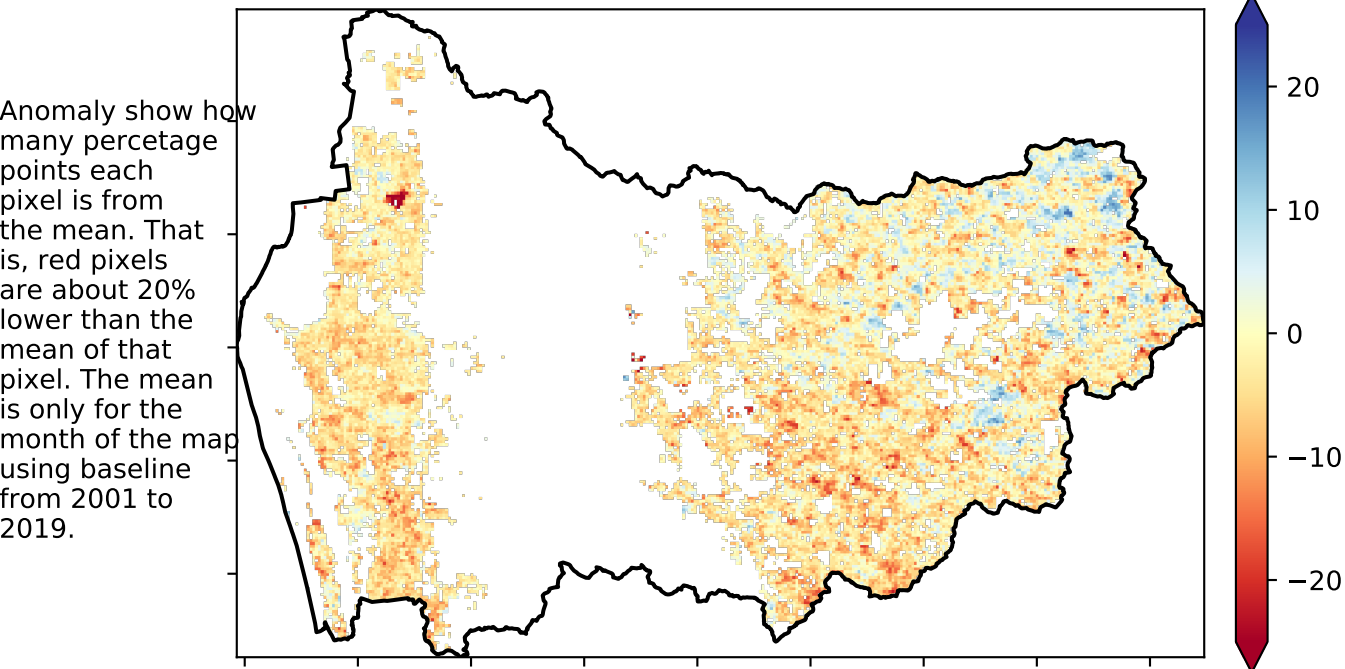 Anomaly show how
many percetage
points each
pixel is from
the mean. That
is, red pixels
are about 20%
lower than the
mean of that
pixel. The mean
is only for the
month of the map
using baseline
from 2001 to
2019.
20
10
0
−10
−20